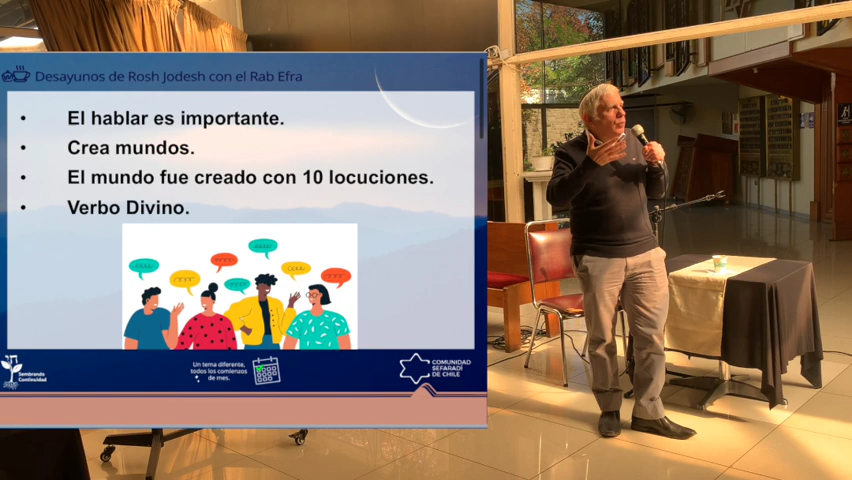 Desayunos de Rosh Jodesh con el Rab Efra
• El hablar es importante.
• Crea mundos.
• El mundo fue creado con 10 locuciones.
• Verbo Divino.
Sembrando
Continuidad
Un tema diferente,
todos los comienzos
de mes.
COMUNIDAD
SEFARADÍ
DE CHILE